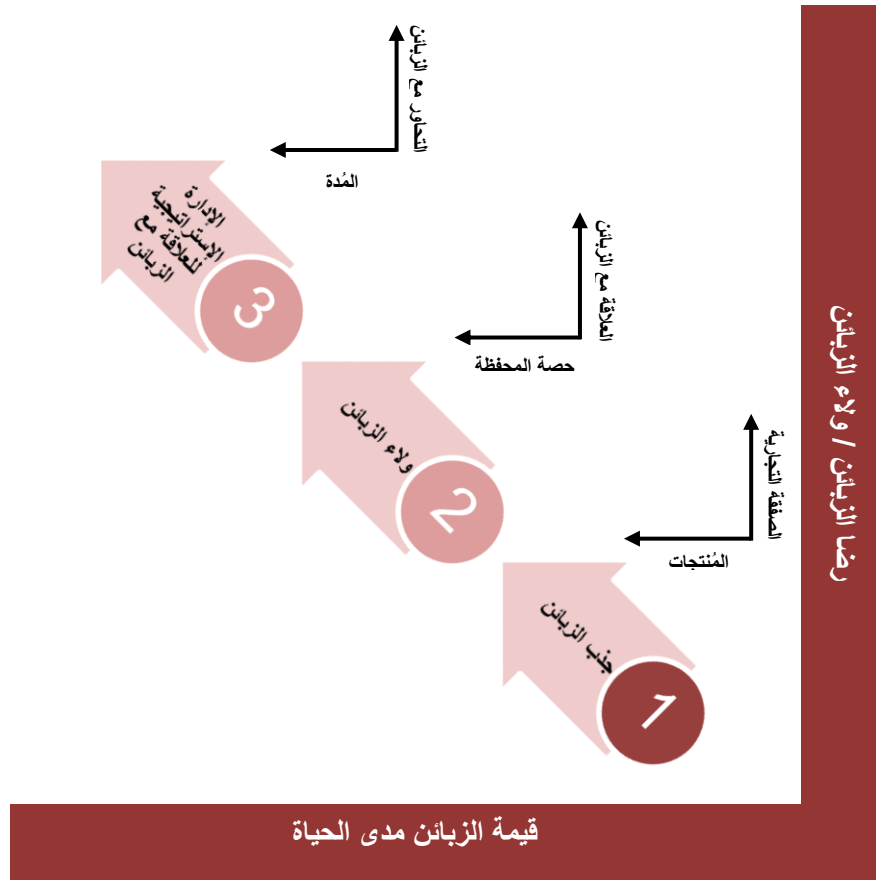 التحاور مع الزبائن
المُدة
الإدارة
الإستراتيجية
للعلاقة مع
الزبائن
3
العلاقة مع الزبائن
حصة المحفظة
ولاء الزبائن
2
الصفقة التجارية
المُنتجات
جذب الزبائن
1
رضا الزبائن / ولاء الزبائن
قيمة الزبائن مدى الحياة